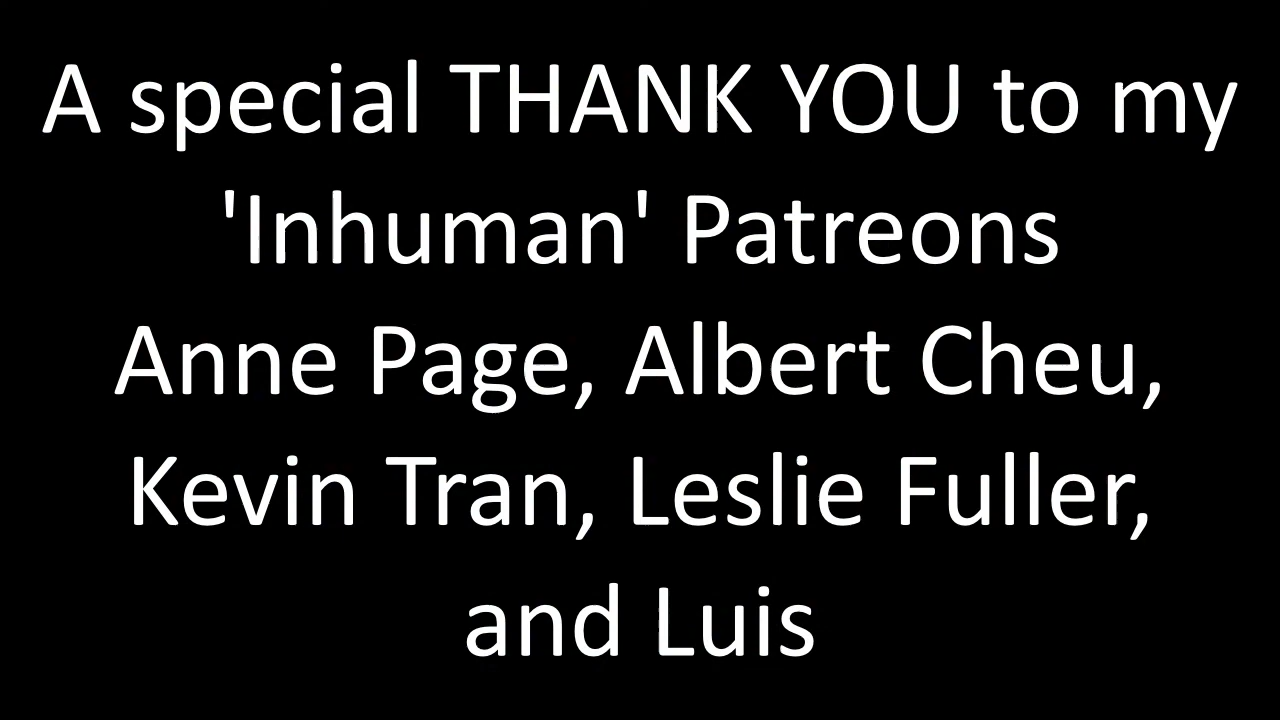 A special THANK YOU to my
'Inhuman' Patreons
Anne Page, Albert Cheu,
Kevin Tran, Leslie Fuller,
and Luis